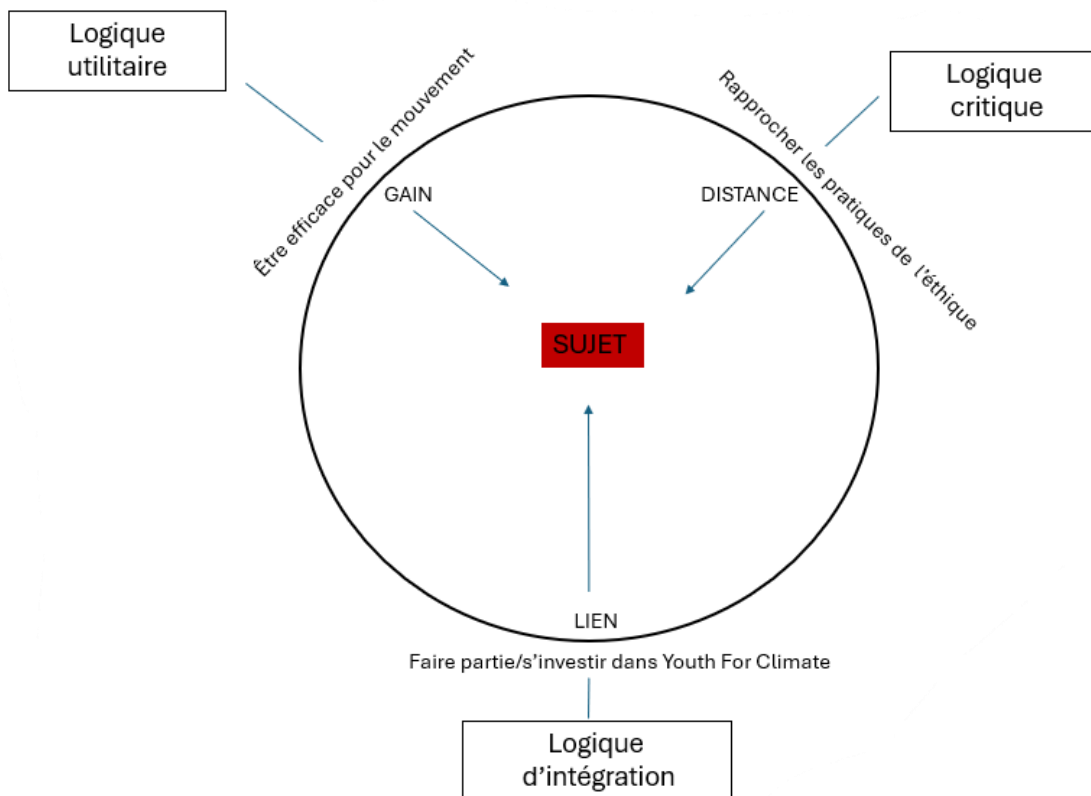 Logique
utilitaire
Logique
critique
Être efficace pour le mouvement
Rapprocher les pratiques de l'éthique
GAIN
DISTANCE
SUJET
LIEN
Faire partie/s'investir dans Youth For Climate
Logique
d'intégration